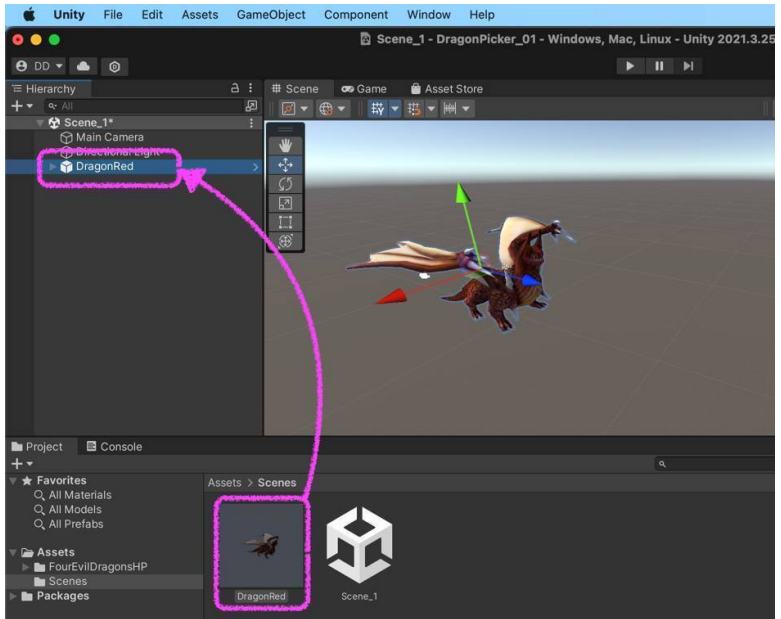 Unity File Edit Assets GameObject Component Window Help
Scene_1 - DragonPicker_01 - Windows, Mac, Linux - Unity 2021.3.25
DD
Hierarchy
Scene Game Asset Store
All
Scene_1*
Main Camera
Directional Light
DragonRed
Project Console
Favorites
All Materials
All Models
All Prefabs
Assets
FourEvilDragonsHP
Scenes
Packages
Assets > Scenes
DragonRed Scene_1